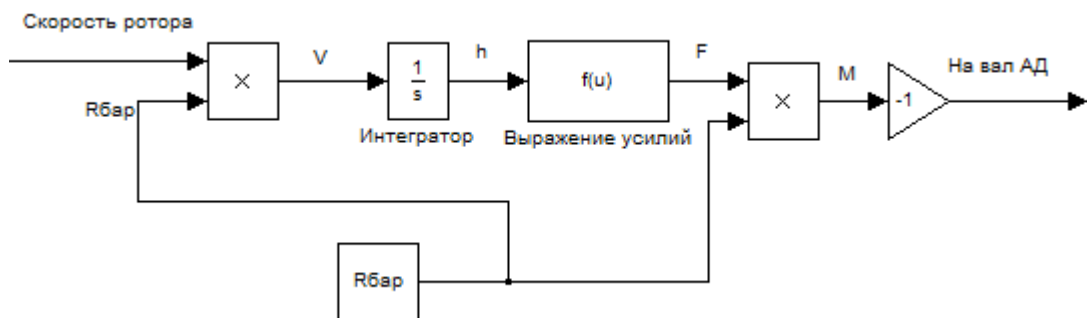 Скорость ротора
Rбар
×
V
1
s
Интегратор
h
f(u)
Выражение усилий
F
×
M
-1
На вал АД
Rбар